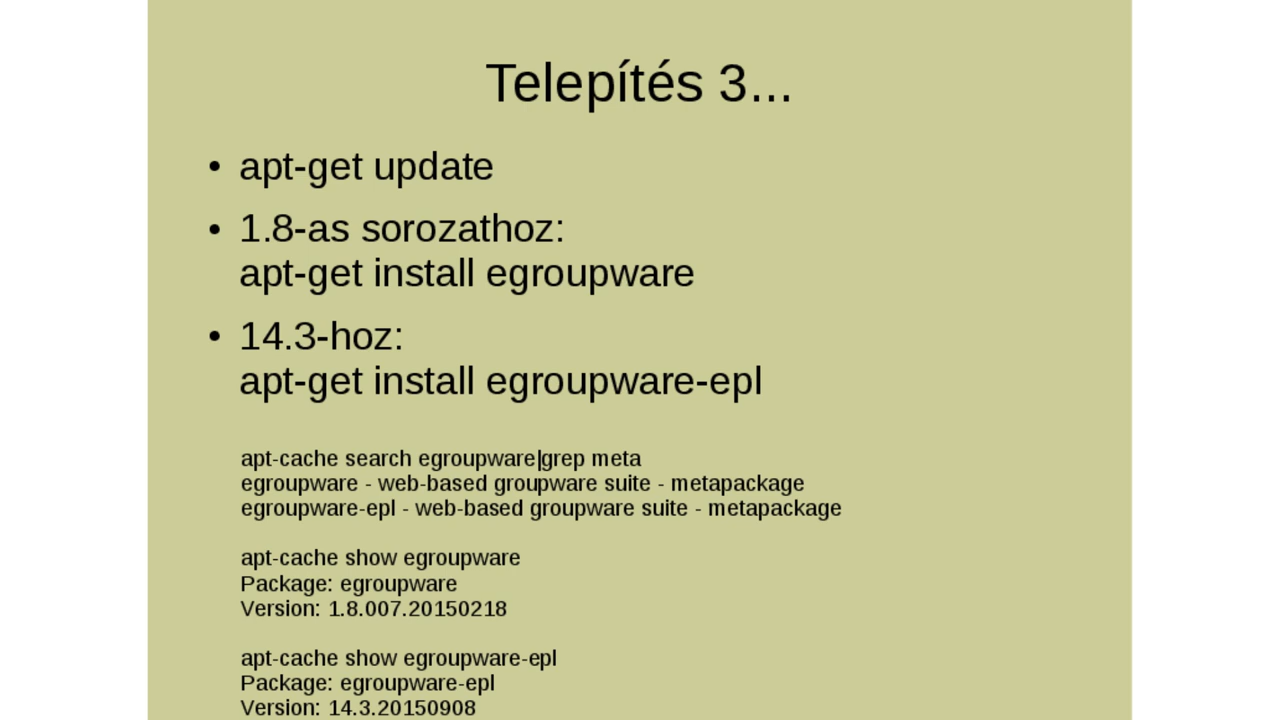 Telepítés 3...
• apt-get update
• 1.8-as sorozathoz:
apt-get install egroupware
• 14.3-hoz:
apt-get install egroupware-epl
apt-cache search egroupware|grep meta
egroupware - web-based groupware suite - metapackage
egroupware-epl - web-based groupware suite - metapackage
apt-cache show egroupware
Package: egroupware
Version: 1.8.007.20150218
apt-cache show egroupware-epl
Package: egroupware-epl
Version: 14.3.20150908